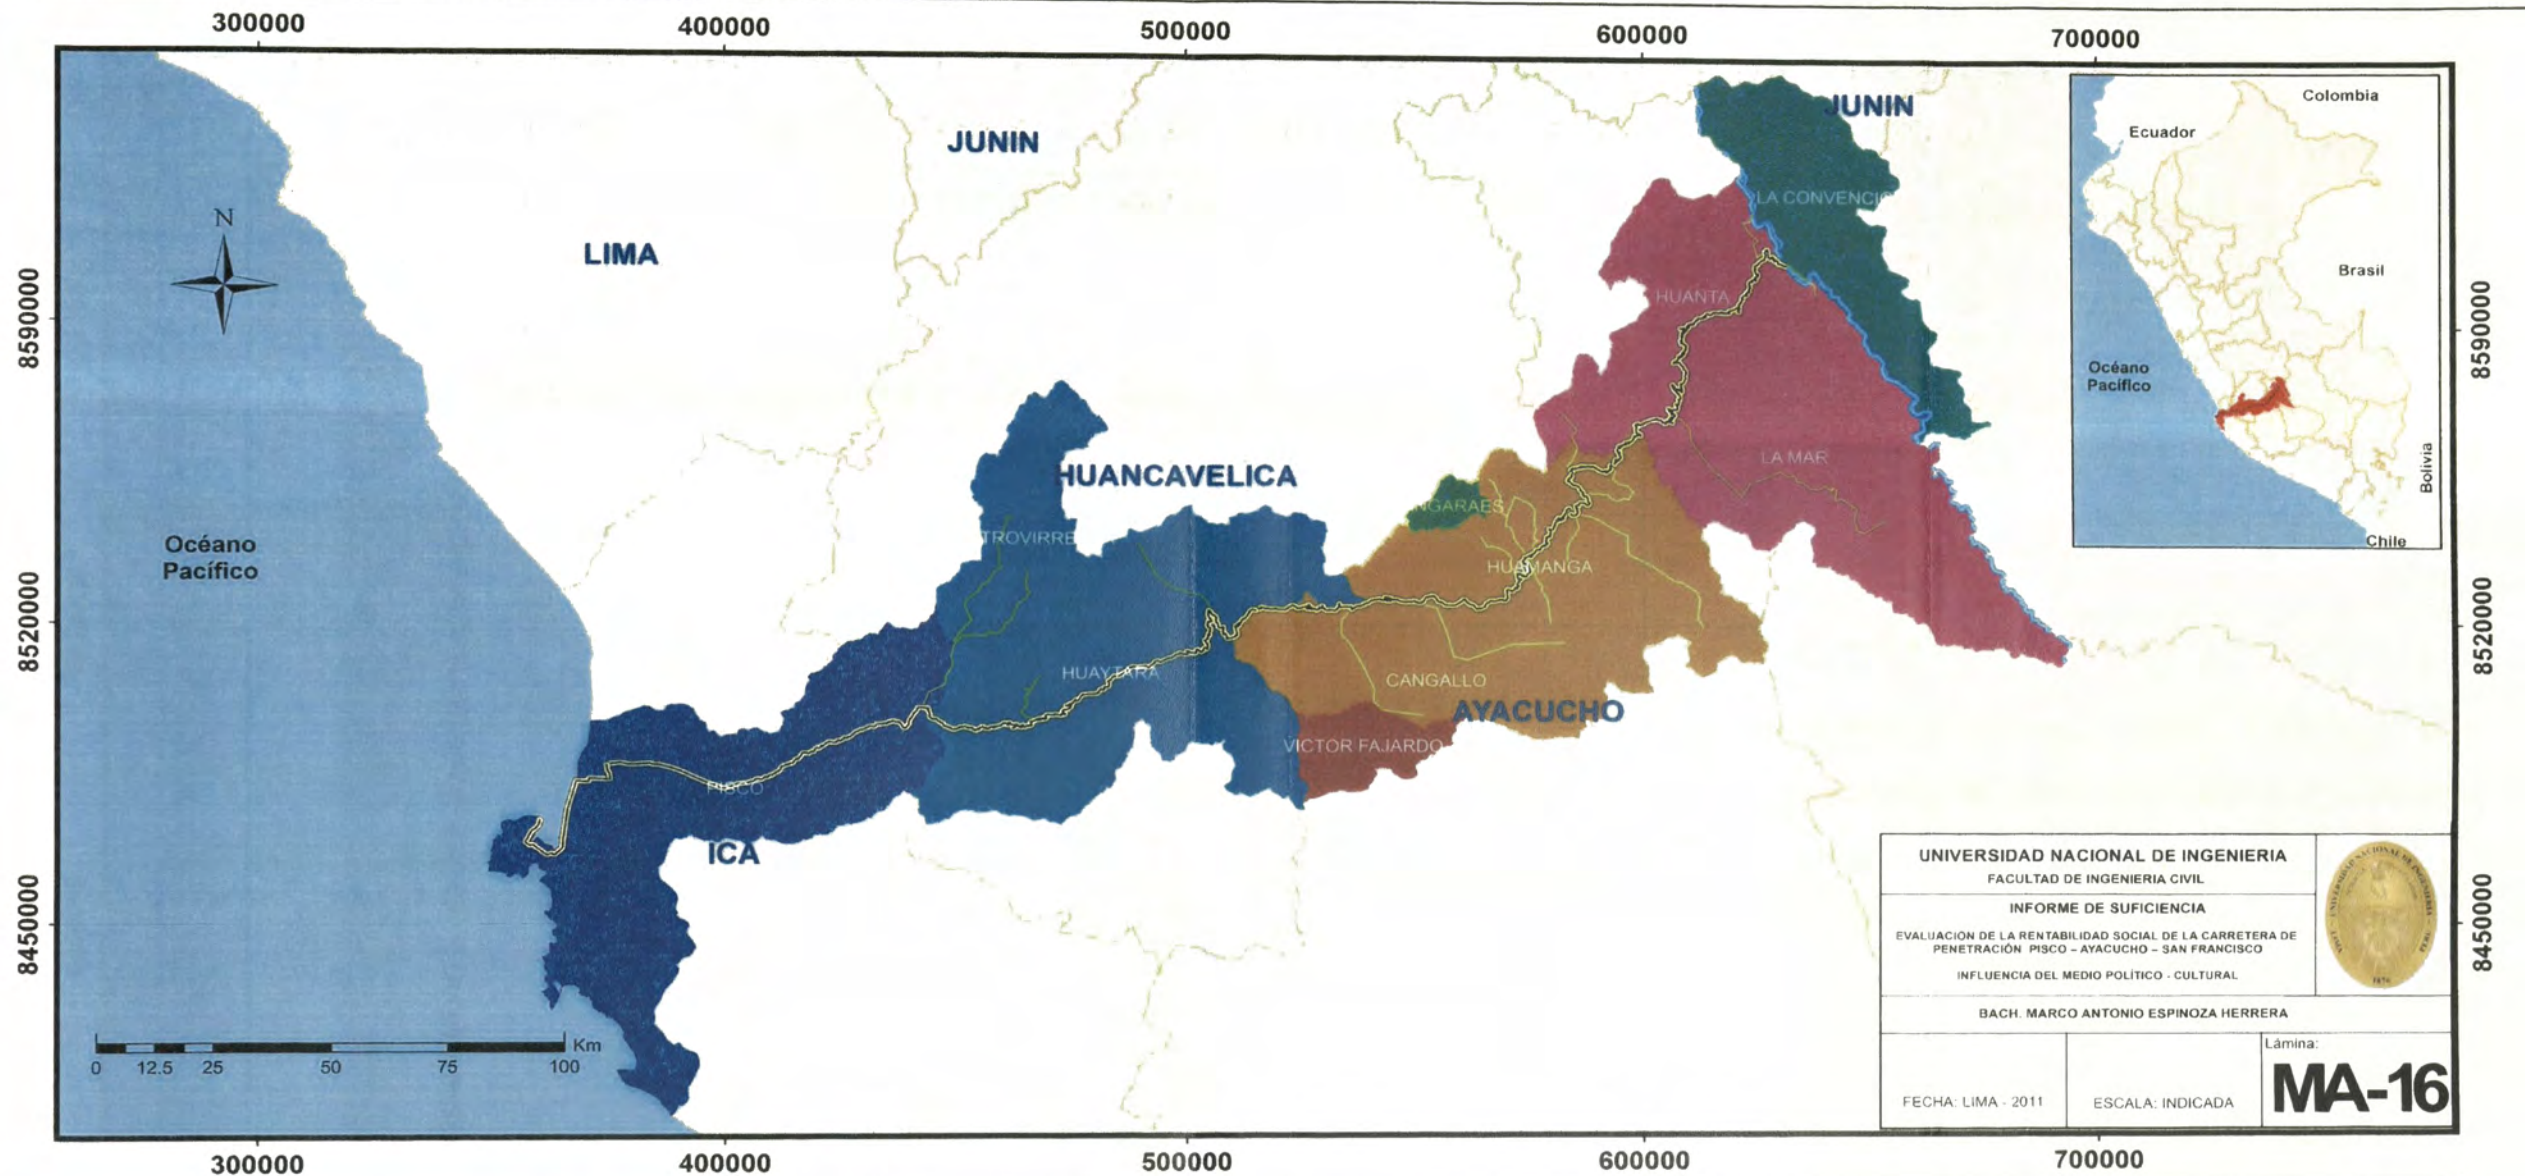 300000 400000 500000 600000 700000
JUNIN
JUNIN
LIMA
N
LA CONVENCIO
HUANTA
HUANCAVELICA
LA MAR
NGARAES
TROVIRRE
HUAMANGA
Océano
Pacífico
HUAYTARA
CANGALLO
AYACUCHO
VICTOR FAJARDO
PISCO
ICA
8590000
8520000
8450000
8590000
8520000
8450000
Colombia
Ecuador
Brasil
Océano
Pacífico
Bolivia
Chile
Km
0 12.5 25 50 75 100
UNIVERSIDAD NACIONAL DE INGENIERIA
FACULTAD DE INGENIERIA CIVIL
INFORME DE SUFICIENCIA
EVALUACION DE LA RENTABILIDAD SOCIAL DE LA CARRETERA DE
PENETRACIÓN PISCO – AYACUCHO – SAN FRANCISCO
INFLUENCIA DEL MEDIO POLÍTICO - CULTURAL
BACH. MARCO ANTONIO ESPINOZA HERRERA
FECHA: LIMA - 2011
ESCALA: INDICADA
Lámina:
MA-16
300000 400000 500000 600000 700000